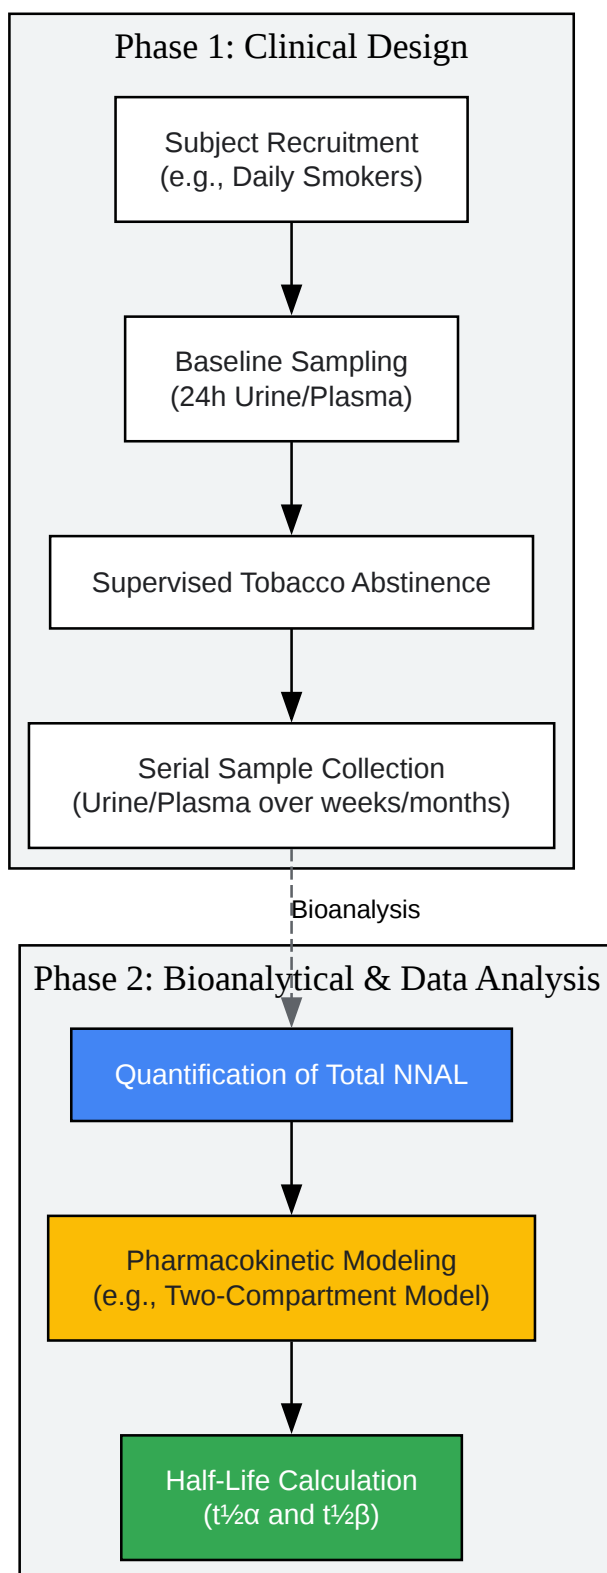 Phase 1: Clinical Design
Subject Recruitment
(e.g., Daily Smokers)
Baseline Sampling
(24h Urine/Plasma)
Supervised Tobacco Abstinence
Serial Sample Collection
(Urine/Plasma over weeks/months)
Bioanalysis
Phase 2: Bioanalytical & Data Analysis
Quantification of Total NNAL
Pharmacokinetic Modeling
(e.g., Two-Compartment Model)
Half-Life Calculation
(t½α and t½β)